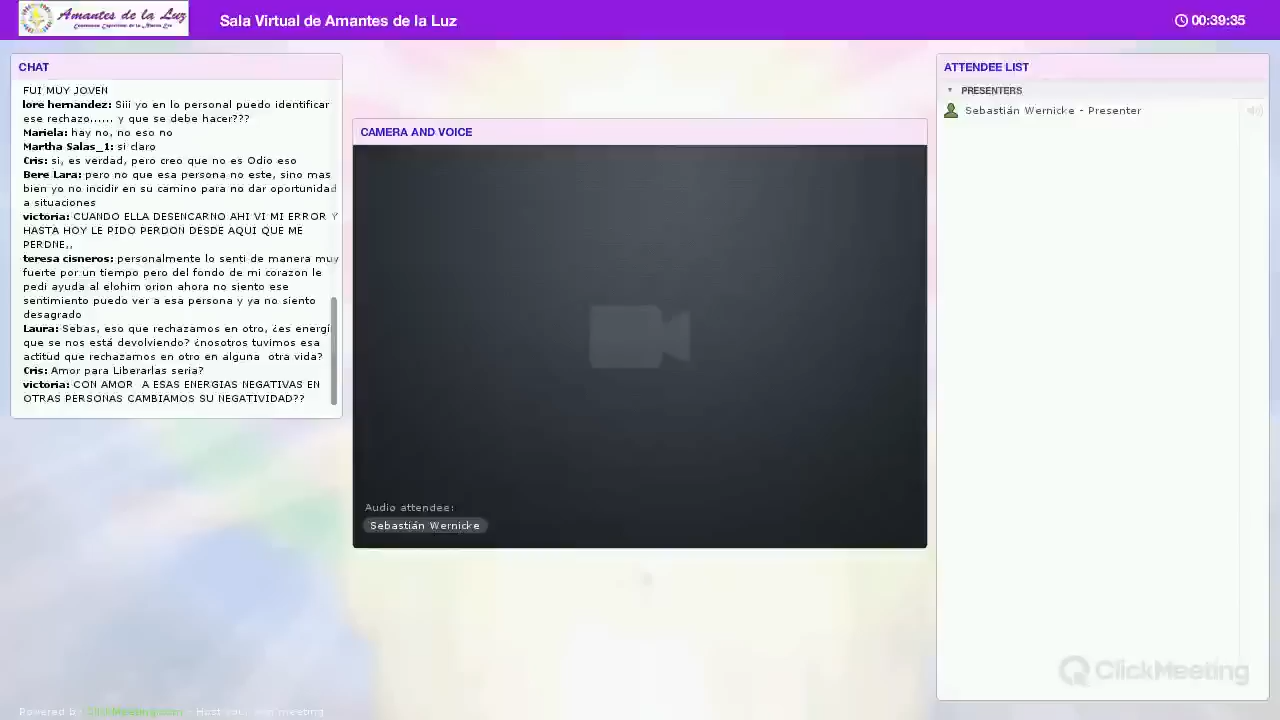 Amantes de la Luz
Sala Virtual de Amantes de la Luz
00:39:35
CHAT
FUI MUY JOVEN
lore hernandez: Siii yo en lo personal puedo identificar
ese rechazo...... y que se debe hacer???
Mariela: hay no, no eso no
Martha Salas_1: si claro
Cris: si, es verdad, pero creo que no es Odio eso
Bere Lara: pero no que esa persona no este, sino mas
bien yo no incidir en su camino para no dar oportunidad
a situaciones
victoria: CUANDO ELLA DESENCARNO AHI VI MI ERROR Y
HASTA HOY LE PIDO PERDON DESDE AQUI QUE ME
PERDNE,,
teresa cisneros: personalmente lo senti de manera muy
fuerte por un tiempo pero del fondo de mi corazon le
pedi ayuda al elohim orion ahora no siento ese
sentimiento puedo ver a esa persona y ya no siento
desagrado
Laura: Sebas, eso que rechazamos en otro, ¿es energí
que se nos está devolviendo? ¿nosotros tuvimos esa
actitud que rechazamos en otro en alguna otra vida?
Cris: Amor para Liberarlas seria?
victoria: CON AMOR A ESAS ENERGIAS NEGATIVAS EN
OTRAS PERSONAS CAMBIAMOS SU NEGATIVIDAD??
CAMERA AND VOICE
Audio attendee:
Sebastián Wernicke
ATTENDEE LIST
PRESENTERS
Sebastián Wernicke - Presenter
ClickMeeting
Powered by ClickMeeting.com - Host your own meeting